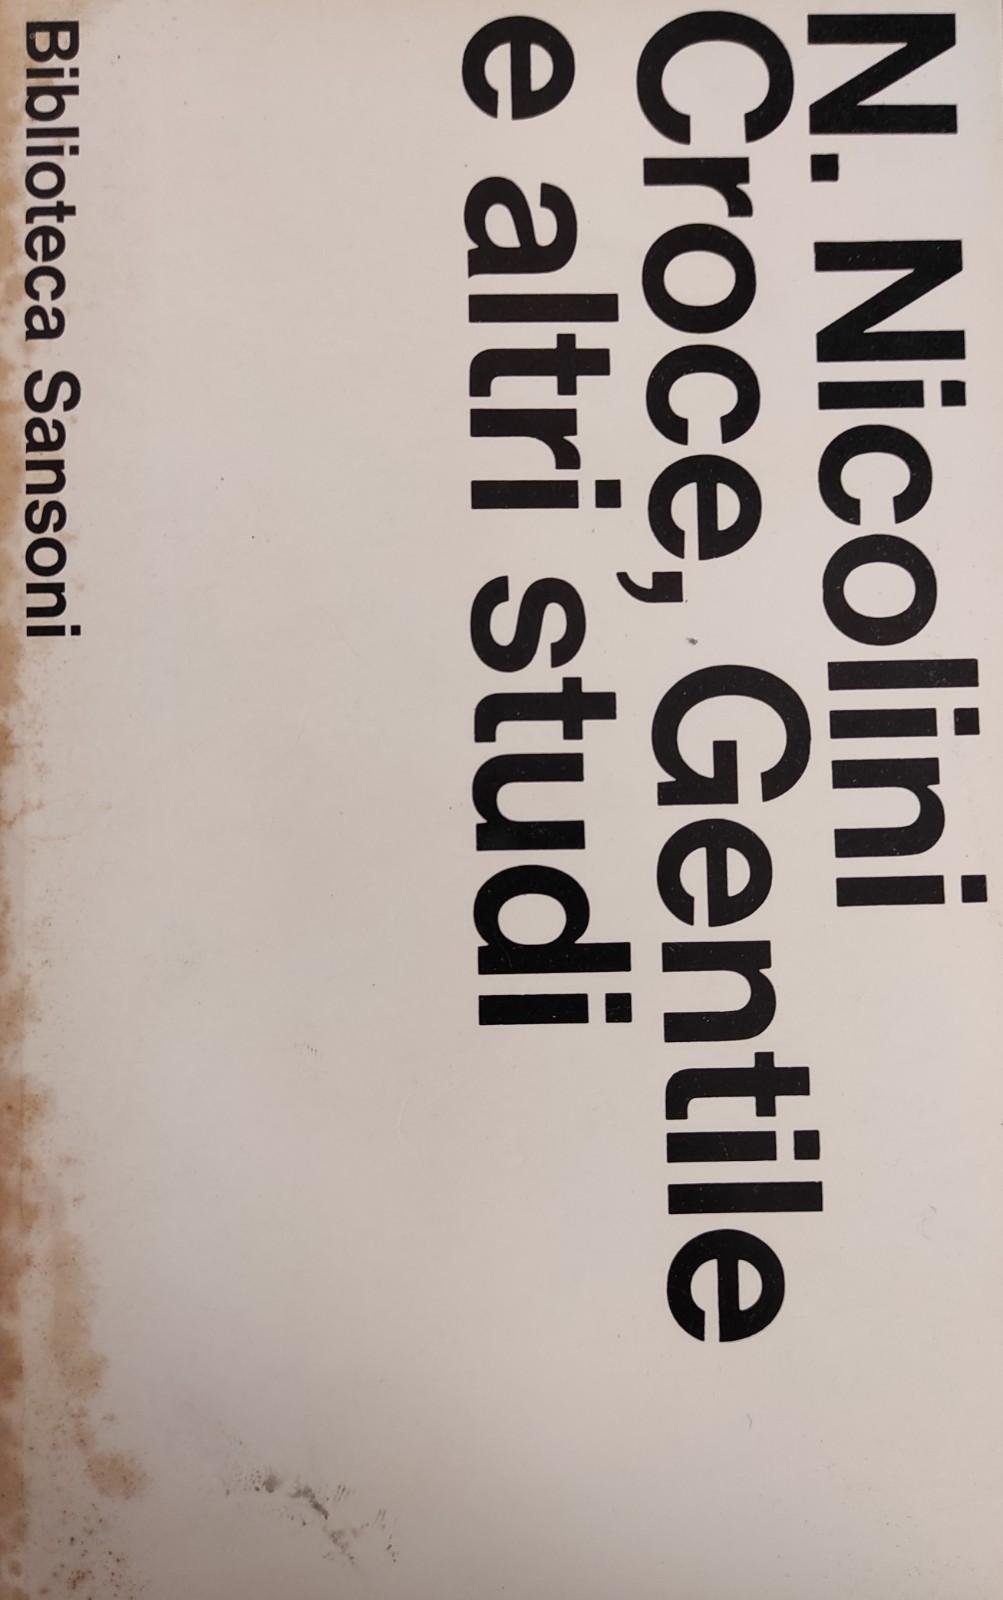 N. Nicolini
Croce, Gentile
e altri studi
Biblioteca Sansoni